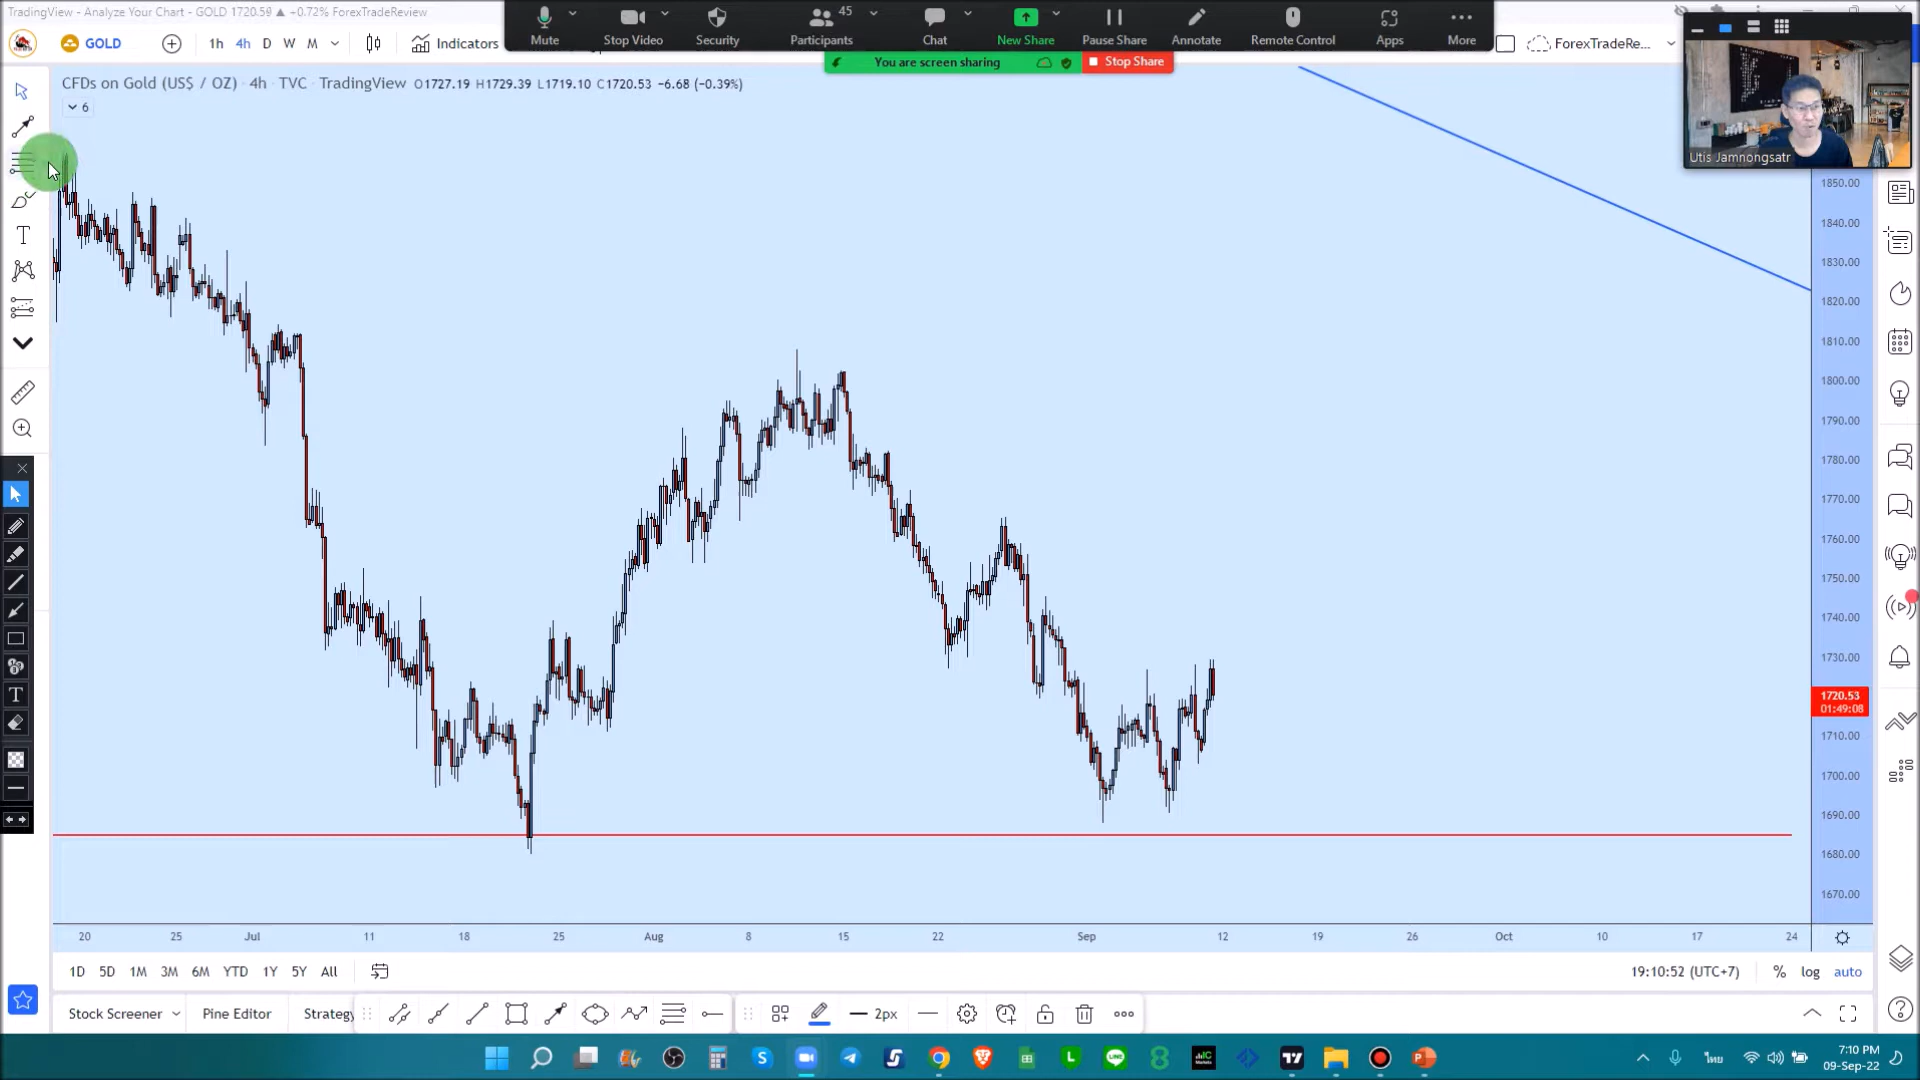 TradingView - Analyze Your Chart - GOLD 1720.59 ▲ +0.72% ForexTradeReview
Mute
Stop Video
Security
45
Participants
Chat
New Share
Pause Share
Annotate
Remote Control
Apps
More
You are screen sharing
Stop Share
GOLD
1h 4h D W M
Indicators
ForexTradeRe...
CFDs on Gold (US$ / OZ) · 4h · TVC · TradingView O1727.19 H1729.39 L1719.10 C1720.53 -6.68 (-0.39%)
6
Utis Jamnongsatr
1850.00
1840.00
1830.00
1820.00
1810.00
1800.00
1790.00
1780.00
1770.00
1760.00
1750.00
1740.00
1730.00
1720.53
01:49:08
1710.00
1700.00
1690.00
1680.00
1670.00
20 25 Jul 11 18 25 Aug 8 15 22 Sep 12 19 26 Oct 10 17 24
1D 5D 1M 3M 6M YTD 1Y 5Y All
19:10:52 (UTC+7) % log auto
Stock Screener Pine Editor Strategy
2px
ไทย
7:10 PM
09-Sep-22